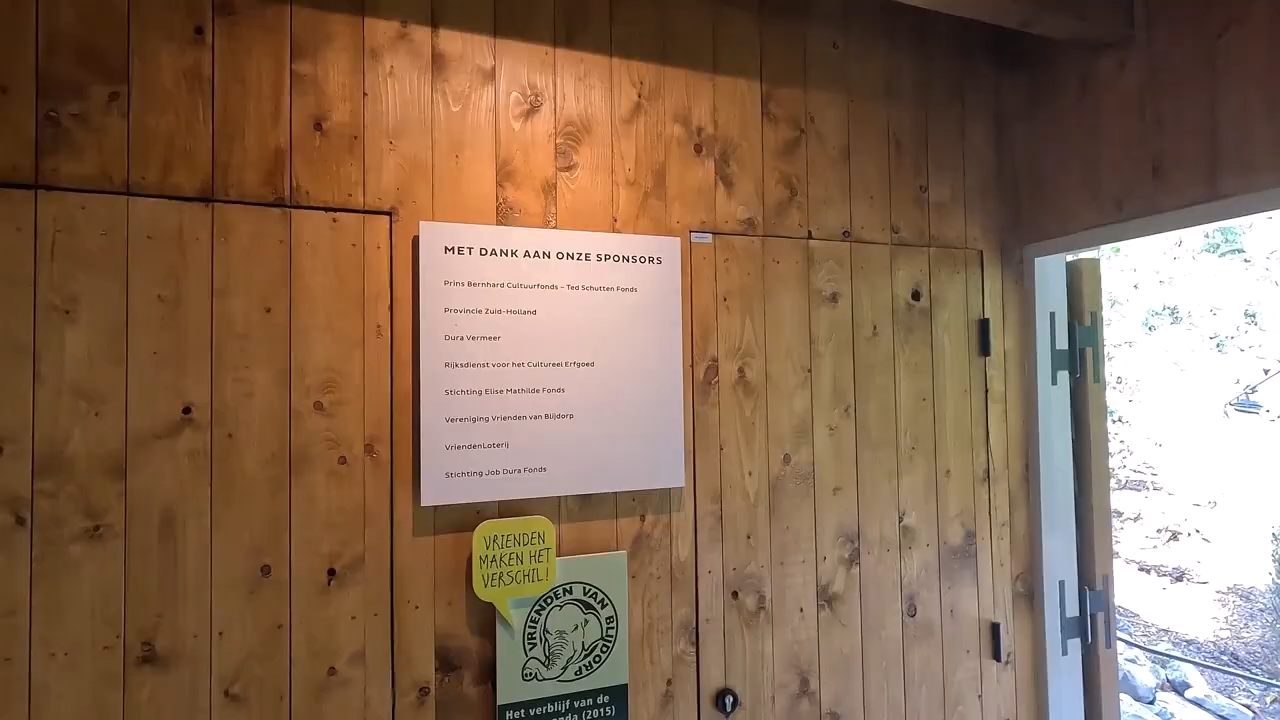 MET DANK AAN ONZE SPONSORS
Prins Bernhard Cultuurfonds – Ted Schutten Fonds
Provincie Zuid-Holland
Dura Vermeer
Rijksdienst voor het Cultureel Erfgoed
Stichting Elise Mathilde Fonds
Vereniging Vrienden van Blijdorp
VriendenLoterij
Stichting Job Dura Fonds
VRIENDEN
MAKEN HET
VERSCHIL!
VRIENDEN VAN BLIJDORP
Het verblijf van de
(2015)